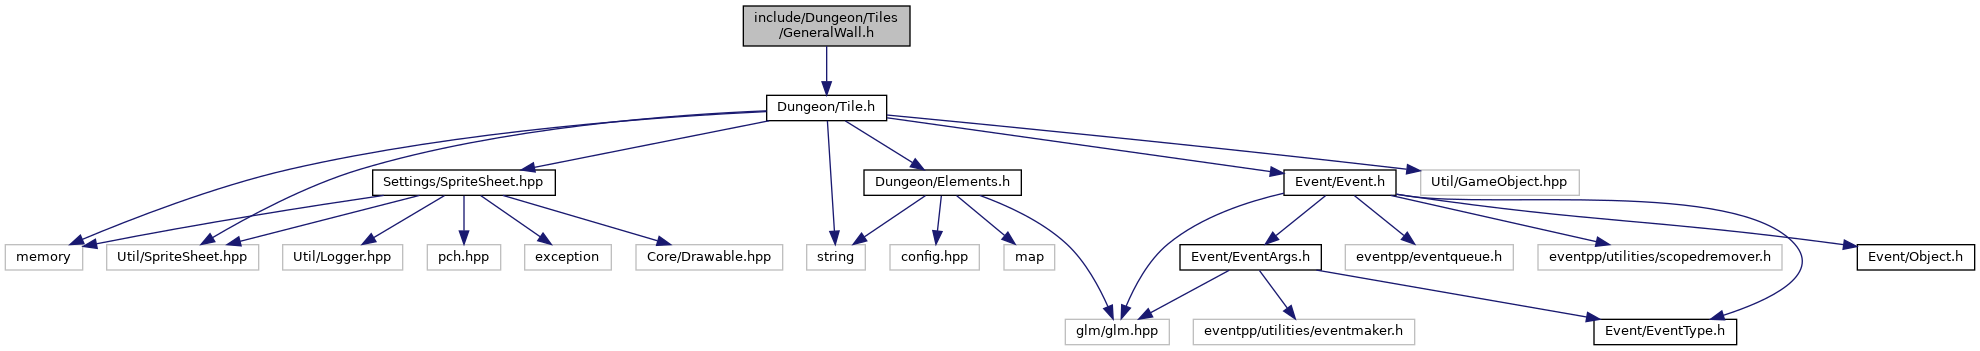 include/Dungeon/Tiles
/GeneralWall.h
Dungeon/Tile.h
Settings/SpriteSheet.hpp
Dungeon/Elements.h
Event/Event.h
Util/GameObject.hpp
memory
Util/SpriteSheet.hpp
Util/Logger.hpp
pch.hpp
exception
Core/Drawable.hpp
string
config.hpp
map
Event/EventArgs.h
eventpp/eventqueue.h
eventpp/utilities/scopedremover.h
Event/Object.h
glm/glm.hpp
eventpp/utilities/eventmaker.h
Event/EventType.h